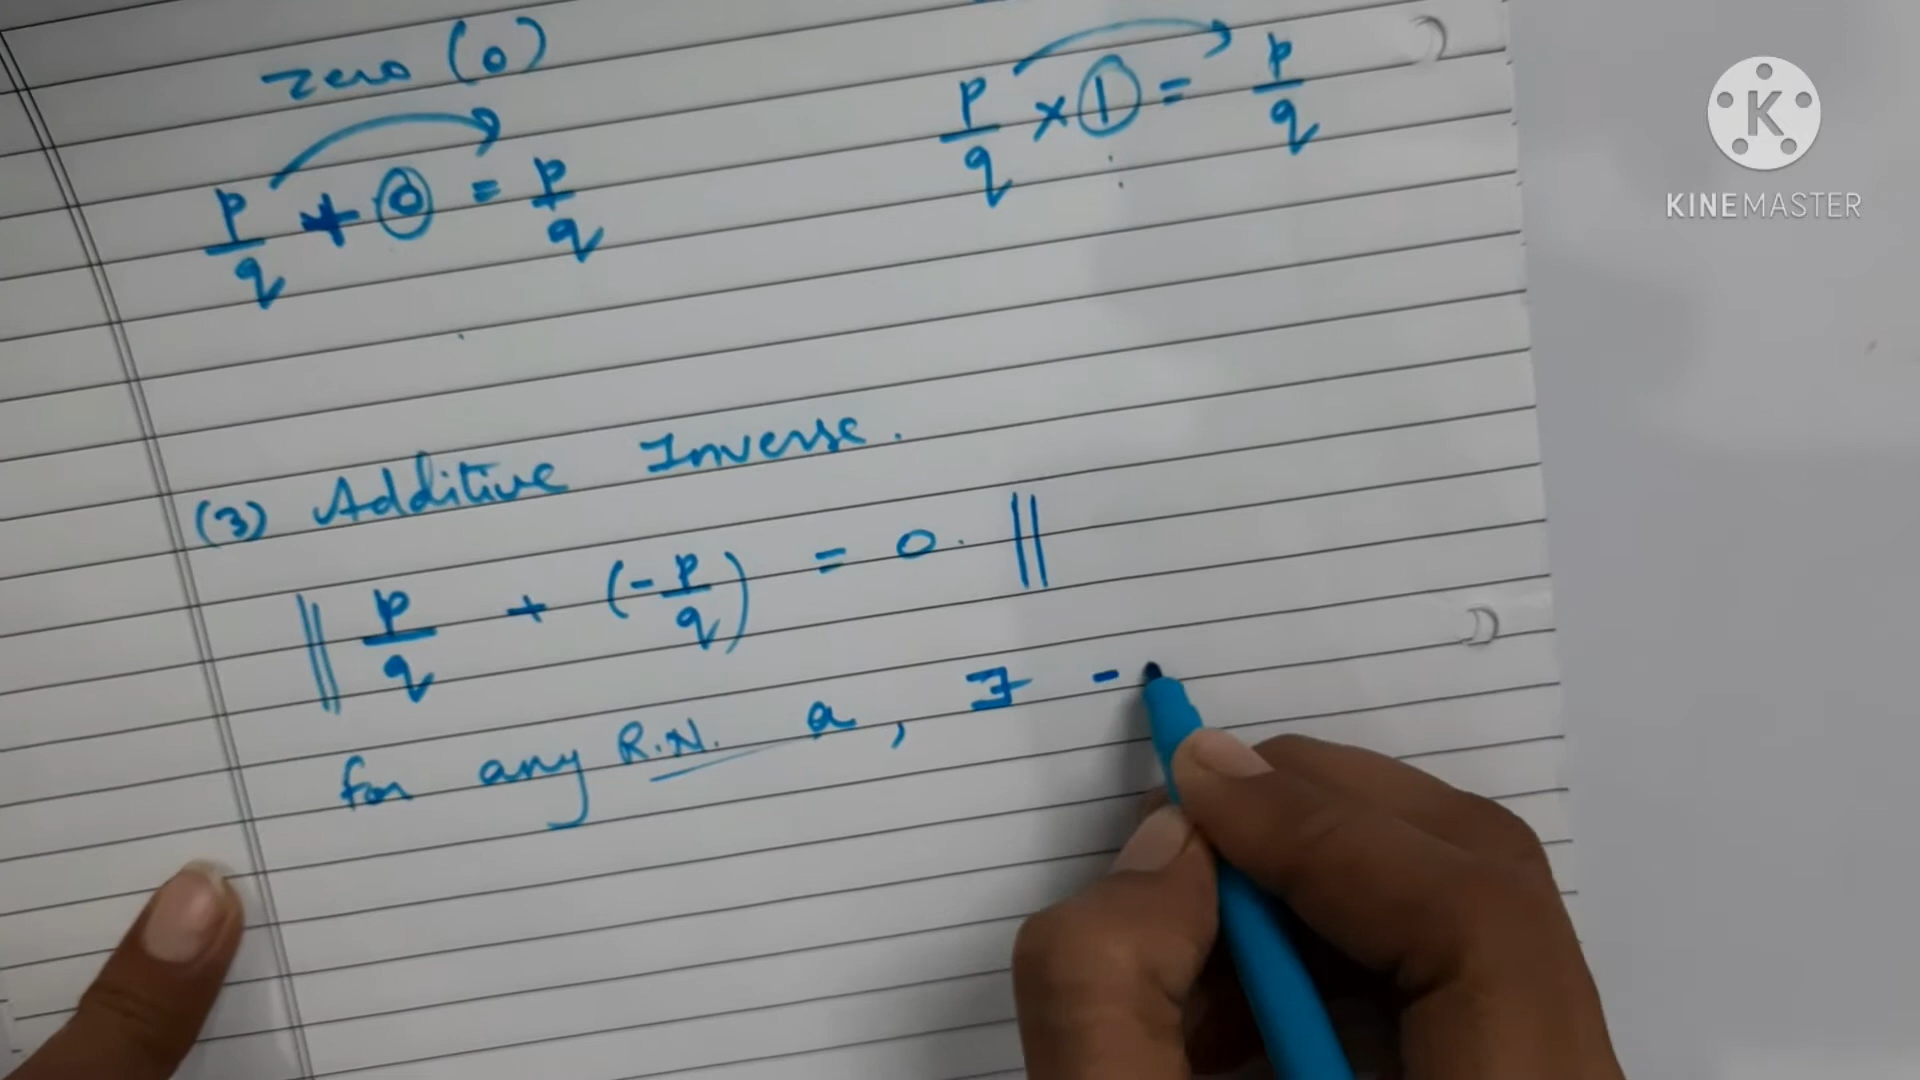 zero (0)
p/q + 0 = p/q
p/q × 1 = p/q
KINEMASTER
(3) Additive Inverse.
|| p/q + (-p/q) = 0. ||
for any R.N. a, ∃ -